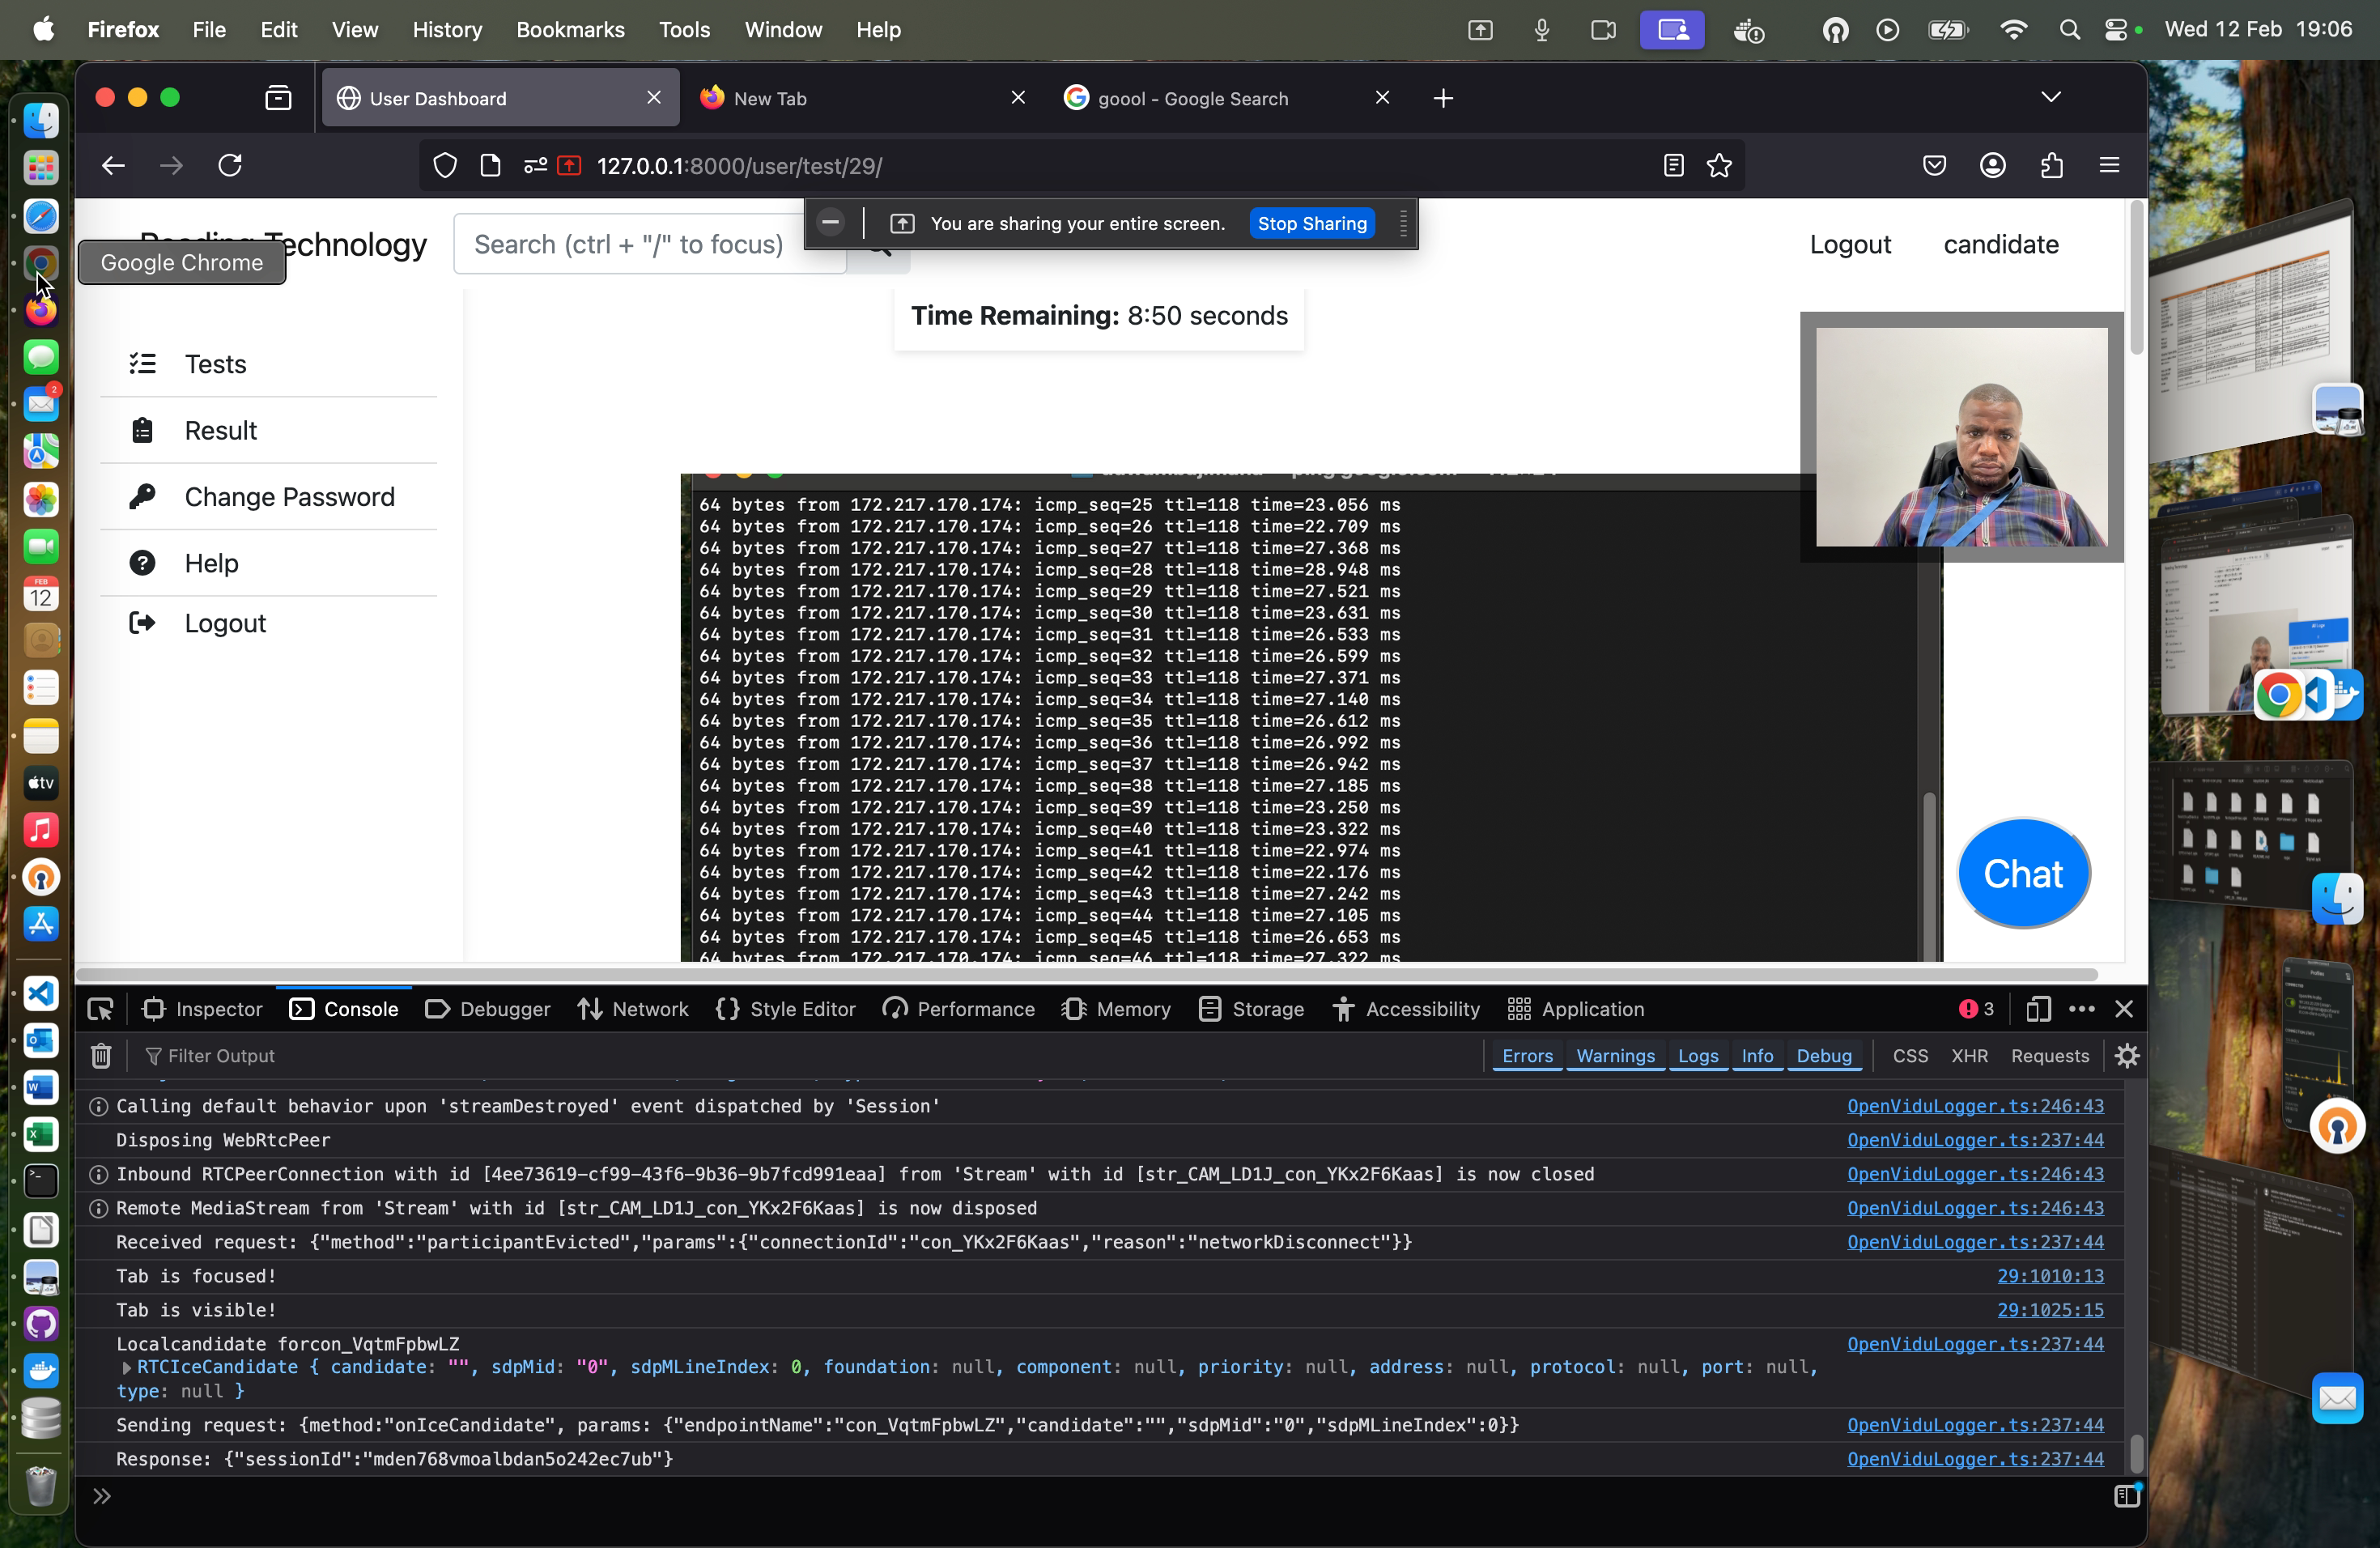 Firefox File Edit View History Bookmarks Tools Window Help Wed 12 Feb 19:06
User Dashboard New Tab goool - Google Search
127.0.0.1:8000/user/test/29/
You are sharing your entire screen. Stop Sharing
Reading Technology Search (ctrl + "/" to focus) Logout candidate
Google Chrome
Time Remaining: 8:50 seconds
Tests
Result
Change Password
Help
Logout
64 bytes from 172.217.170.174: icmp_seq=25 ttl=118 time=23.056 ms
64 bytes from 172.217.170.174: icmp_seq=26 ttl=118 time=22.709 ms
64 bytes from 172.217.170.174: icmp_seq=27 ttl=118 time=27.368 ms
64 bytes from 172.217.170.174: icmp_seq=28 ttl=118 time=28.948 ms
64 bytes from 172.217.170.174: icmp_seq=29 ttl=118 time=27.521 ms
64 bytes from 172.217.170.174: icmp_seq=30 ttl=118 time=23.631 ms
64 bytes from 172.217.170.174: icmp_seq=31 ttl=118 time=26.533 ms
64 bytes from 172.217.170.174: icmp_seq=32 ttl=118 time=26.599 ms
64 bytes from 172.217.170.174: icmp_seq=33 ttl=118 time=27.371 ms
64 bytes from 172.217.170.174: icmp_seq=34 ttl=118 time=27.140 ms
64 bytes from 172.217.170.174: icmp_seq=35 ttl=118 time=26.612 ms
64 bytes from 172.217.170.174: icmp_seq=36 ttl=118 time=26.992 ms
64 bytes from 172.217.170.174: icmp_seq=37 ttl=118 time=26.942 ms
64 bytes from 172.217.170.174: icmp_seq=38 ttl=118 time=27.185 ms
64 bytes from 172.217.170.174: icmp_seq=39 ttl=118 time=23.250 ms
64 bytes from 172.217.170.174: icmp_seq=40 ttl=118 time=23.322 ms
64 bytes from 172.217.170.174: icmp_seq=41 ttl=118 time=22.974 ms
64 bytes from 172.217.170.174: icmp_seq=42 ttl=118 time=22.176 ms
64 bytes from 172.217.170.174: icmp_seq=43 ttl=118 time=27.242 ms
64 bytes from 172.217.170.174: icmp_seq=44 ttl=118 time=27.105 ms
64 bytes from 172.217.170.174: icmp_seq=45 ttl=118 time=26.653 ms
64 bytes from 172.217.170.174: icmp_seq=46 ttl=118 time=27.322 ms
Chat
2
FEB
12
tv
Inspector Console Debugger Network Style Editor Performance Memory Storage Accessibility Application 3
Filter Output Errors Warnings Logs Info Debug CSS XHR Requests
Calling default behavior upon 'streamDestroyed' event dispatched by 'Session' OpenViduLogger.ts:246:43
Disposing WebRtcPeer OpenViduLogger.ts:237:44
Inbound RTCPeerConnection with id [4ee73619-cf99-43f6-9b36-9b7fcd991eaa] from 'Stream' with id [str_CAM_LD1J_con_YKx2F6Kaas] is now closed OpenViduLogger.ts:246:43
Remote MediaStream from 'Stream' with id [str_CAM_LD1J_con_YKx2F6Kaas] is now disposed OpenViduLogger.ts:246:43
Received request: {"method":"participantEvicted","params":{"connectionId":"con_YKx2F6Kaas","reason":"networkDisconnect"}} OpenViduLogger.ts:237:44
Tab is focused! 29:1010:13
Tab is visible! 29:1025:15
Localcandidate forcon_VqtmFpbwLZ OpenViduLogger.ts:237:44
RTCIceCandidate { candidate: "", sdpMid: "0", sdpMLineIndex: 0, foundation: null, component: null, priority: null, address: null, protocol: null, port: null,
type: null }
Sending request: {method:"onIceCandidate", params: {"endpointName":"con_VqtmFpbwLZ","candidate":"","sdpMid":"0","sdpMLineIndex":0}} OpenViduLogger.ts:237:44
Response: {"sessionId":"mden768vmoalbdan5o242ec7ub"} OpenViduLogger.ts:237:44